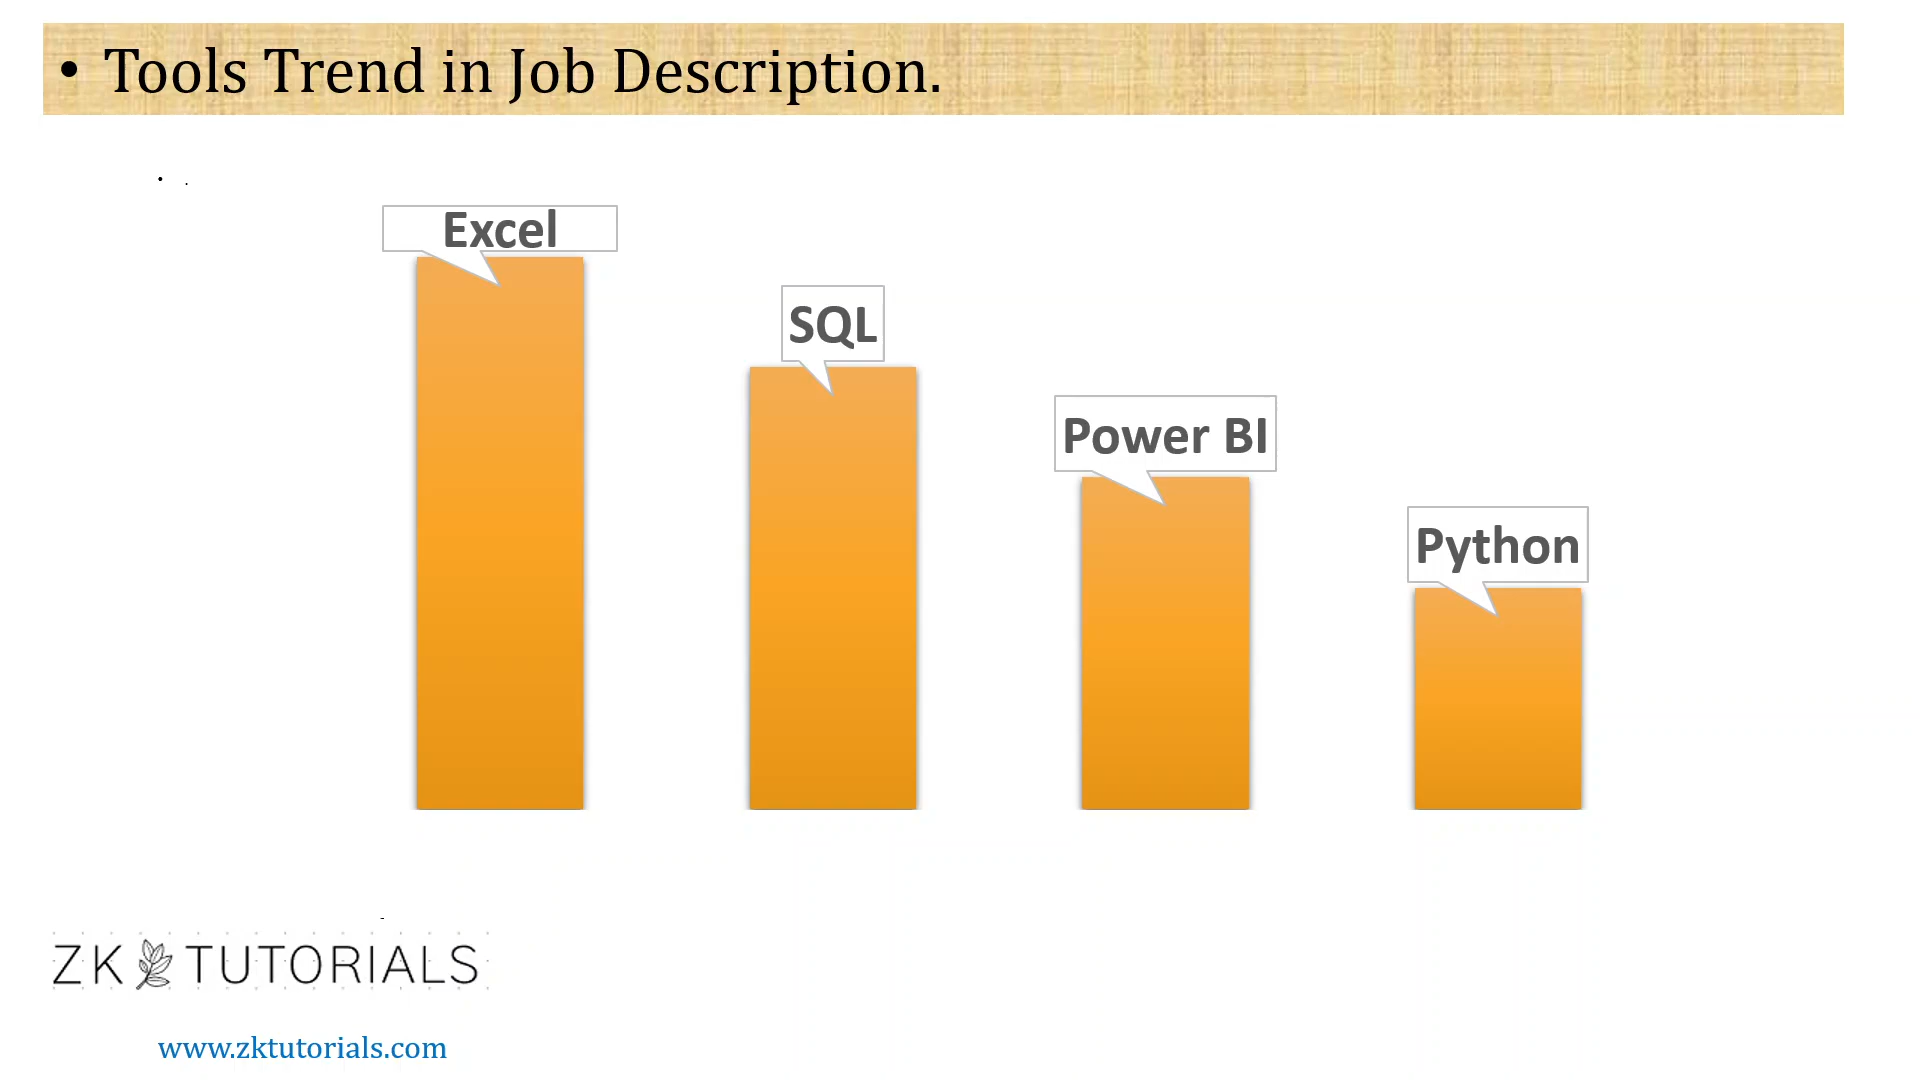 • Tools Trend in Job Description.
• .
Excel
SQL
Power BI
Python
ZK TUTORIALS
www.zktutorials.com